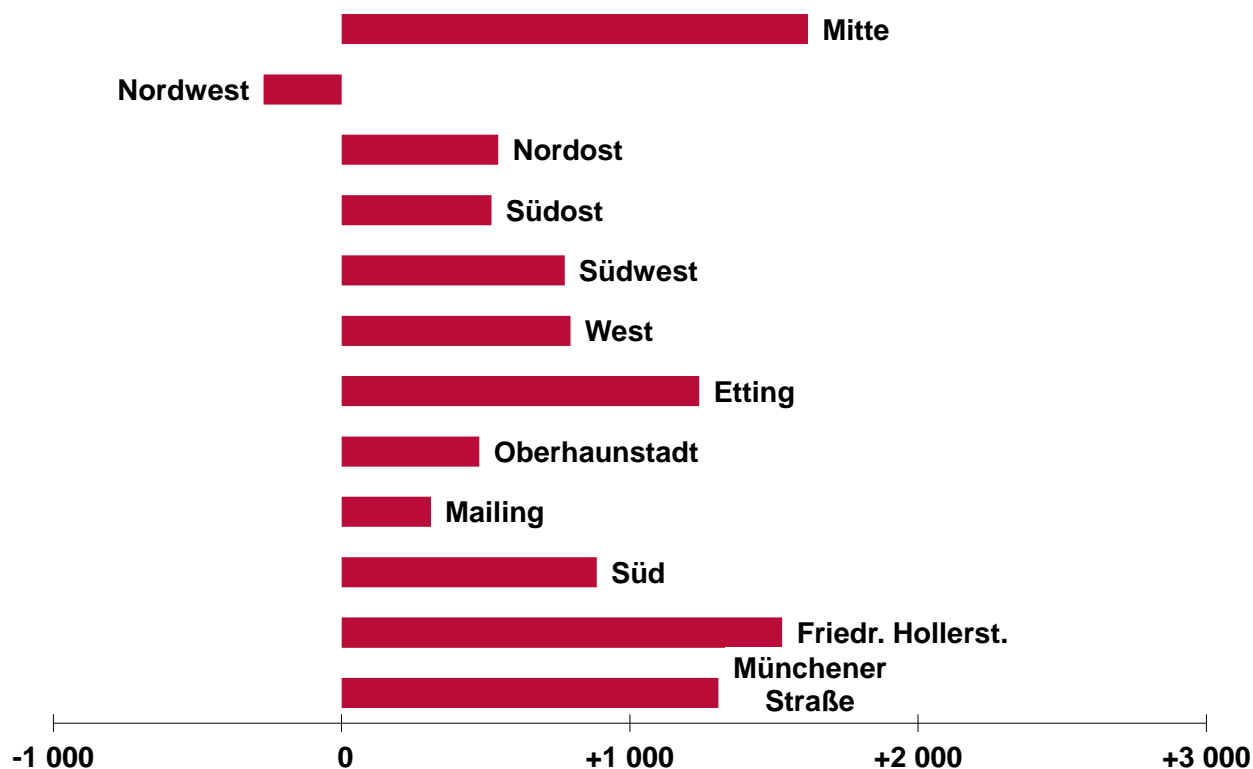 Mitte
Nordwest
Nordost
Südost
Südwest
West
Etting
Oberhaunstadt
Mailing
Süd
Friedr. Hollerst.
Münchener
Straße
-1 000 0 +1 000 +2 000 +3 000